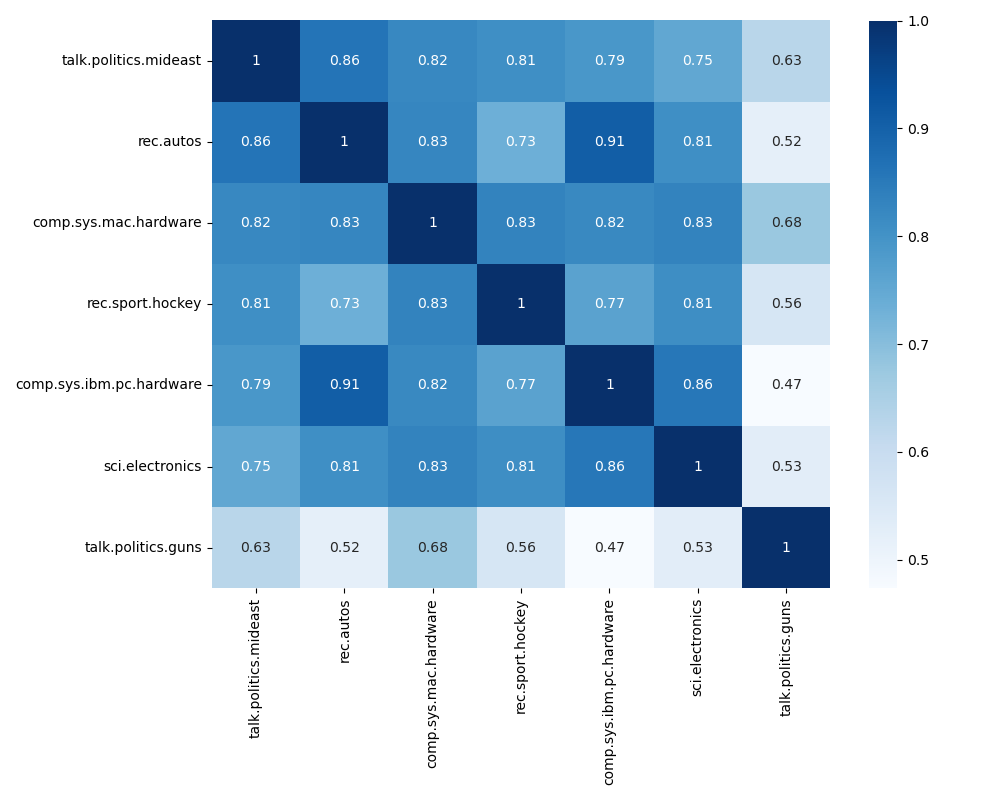 talk.politics.mideast 1 0.86 0.82 0.81 0.79 0.75 0.63
rec.autos 0.86 1 0.83 0.73 0.91 0.81 0.52
comp.sys.mac.hardware 0.82 0.83 1 0.83 0.82 0.83 0.68
rec.sport.hockey 0.81 0.73 0.83 1 0.77 0.81 0.56
comp.sys.ibm.pc.hardware 0.79 0.91 0.82 0.77 1 0.86 0.47
sci.electronics 0.75 0.81 0.83 0.81 0.86 1 0.53
talk.politics.guns 0.63 0.52 0.68 0.56 0.47 0.53 1
talk.politics.mideast
rec.autos
comp.sys.mac.hardware
rec.sport.hockey
comp.sys.ibm.pc.hardware
sci.electronics
talk.politics.guns
1.0
0.9
0.8
0.7
0.6
0.5